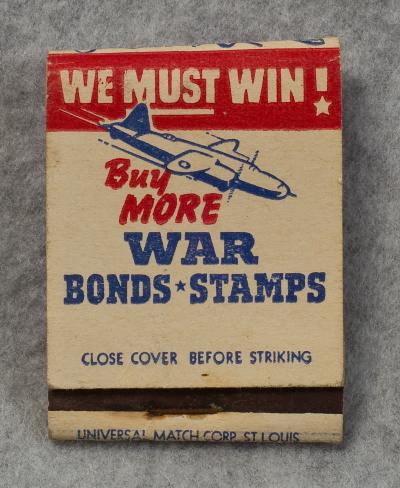 WE MUST WIN!
Buy
MORE
WAR
BONDS★STAMPS
CLOSE COVER BEFORE STRIKING
UNIVERSAL MATCH CORP. ST. LOUIS